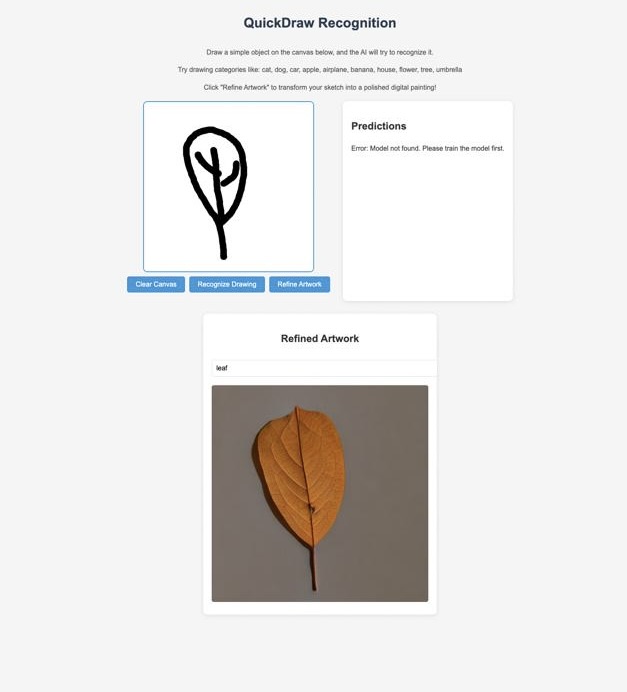 QuickDraw Recognition
Draw a simple object on the canvas below, and the AI will try to recognize it.
Try drawing categories like: cat, dog, car, apple, airplane, banana, house, flower, tree, umbrella
Click "Refine Artwork" to transform your sketch into a polished digital painting!
Predictions
Error: Model not found. Please train the model first.
Clear Canvas
Recognize Drawing
Refine Artwork
Refined Artwork
leaf